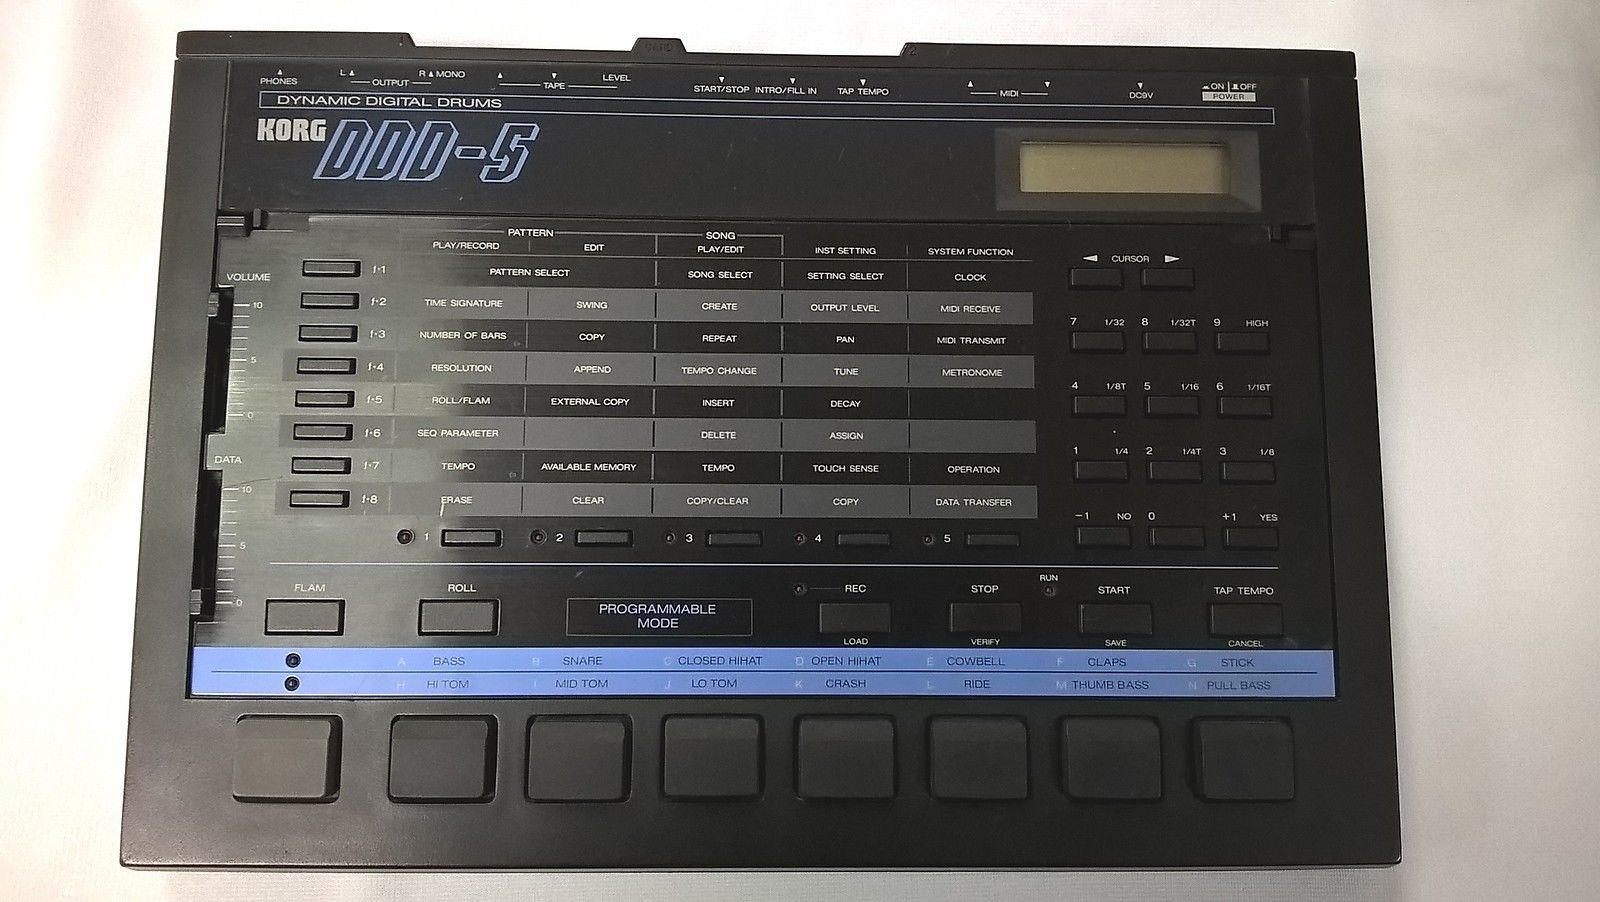 CARD
PHONES L OUTPUT R MONO TAPE LEVEL START/STOP INTRO/FILL IN TAP TEMPO MIDI DC9V ON OFF
POWER
DYNAMIC DIGITAL DRUMS
KORG DDD-5
PATTERN SONG
PLAY/RECORD EDIT PLAY/EDIT INST SETTING SYSTEM FUNCTION CURSOR
VOLUME f-1 PATTERN SELECT SONG SELECT SETTING SELECT CLOCK
10 f-2 TIME SIGNATURE SWING CREATE OUTPUT LEVEL MIDI RECEIVE 7 1/32 8 1/32T 9 HIGH
f-3 NUMBER OF BARS COPY REPEAT PAN MIDI TRANSMIT
5 f-4 RESOLUTION APPEND TEMPO CHANGE TUNE METRONOME 4 1/8T 5 1/16 6 1/16T
0 f-5 ROLL/FLAM EXTERNAL COPY INSERT DECAY
f-6 SEQ PARAMETER DELETE ASSIGN 1 1/4 2 1/4T 3 1/8
DATA f-7 TEMPO AVAILABLE MEMORY TEMPO TOUCH SENSE OPERATION
10 f-8 ERASE CLEAR COPY/CLEAR COPY DATA TRANSFER -1 NO 0 +1 YES
5 1 2 3 4 5
0
FLAM ROLL REC STOP RUN START TAP TEMPO
PROGRAMMABLE
MODE
LOAD VERIFY SAVE CANCEL
A BASS B SNARE C CLOSED HIHAT D OPEN HIHAT E COWBELL F CLAPS G STICK
H HI TOM I MID TOM J LO TOM K CRASH L RIDE M THUMB BASS N PULL BASS